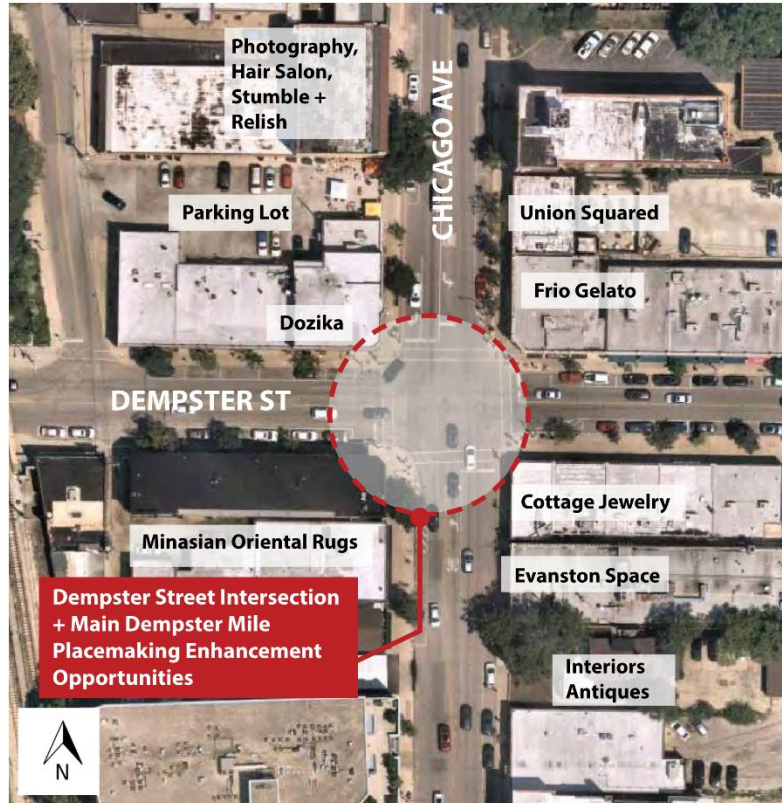 Photography,
Hair Salon,
Stumble +
Relish
CHICAGO AVE
Parking Lot
Union Squared
Frio Gelato
Dozika
DEMPSTER ST
Cottage Jewelry
Minasian Oriental Rugs
Evanston Space
Dempster Street Intersection
+ Main Dempster Mile
Placemaking Enhancement
Opportunities
Interiors
Antiques
N